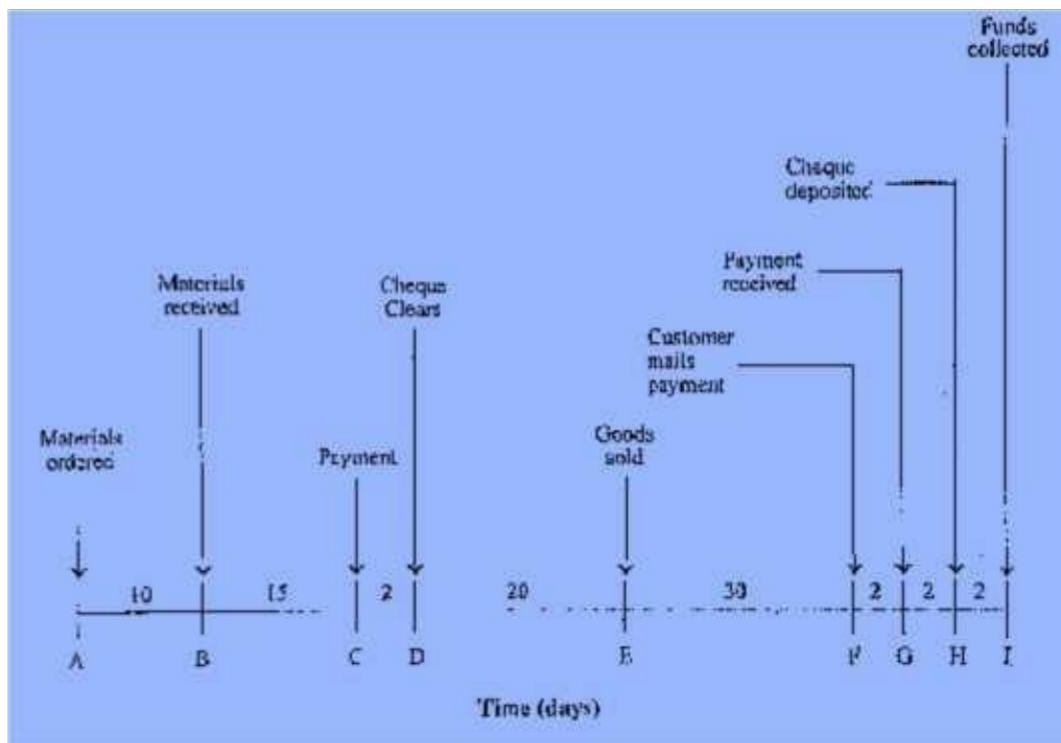 Funds
collected
Cheque
deposited
Payment
received
Materials
received
Cheque
Clears
Customer
mails
payment
Materials
ordered
Payment
Goods
sold
10 15 2 20 30 2 2 2
A B C D E F G H I
Time (days)